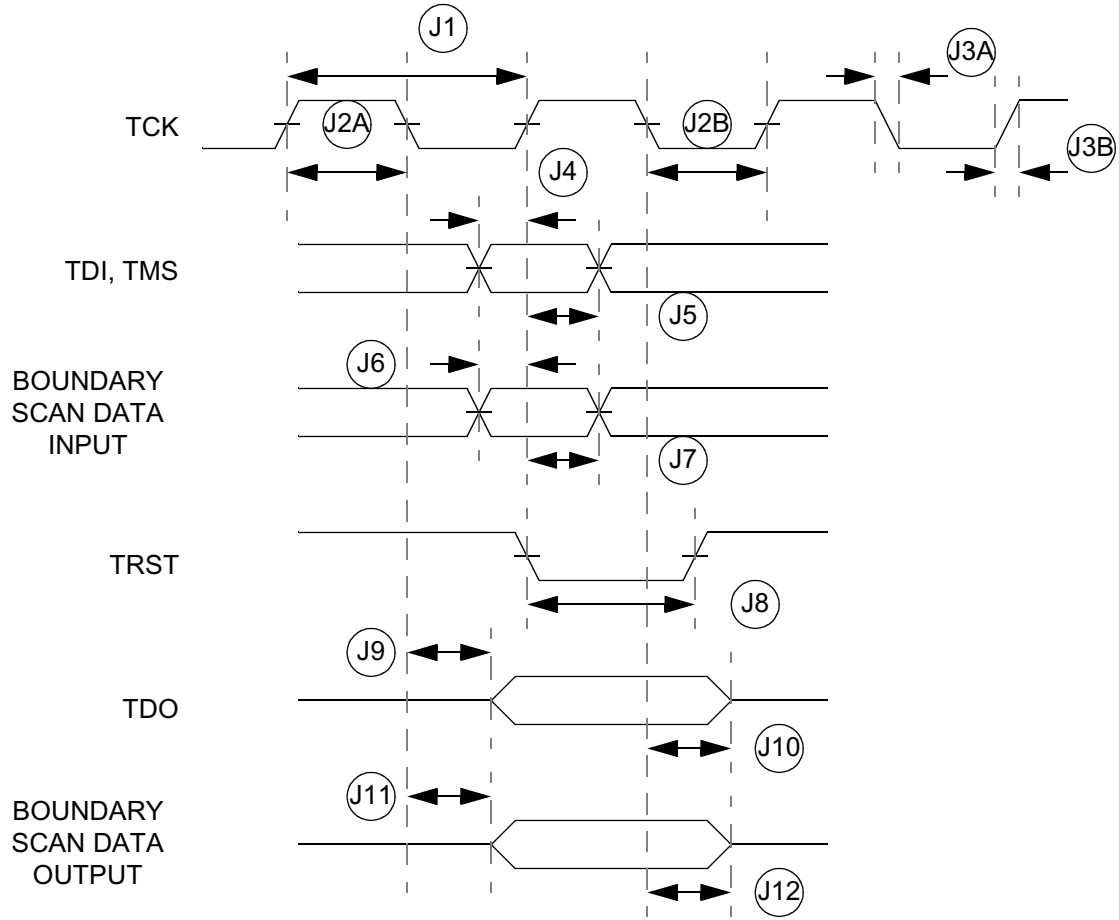 J1
J3A
TCK
J2A
J2B
J3B
J4
TDI, TMS
J5
J6
BOUNDARY
SCAN DATA
INPUT
J7
TRST
J8
J9
TDO
J10
J11
BOUNDARY
SCAN DATA
OUTPUT
J12